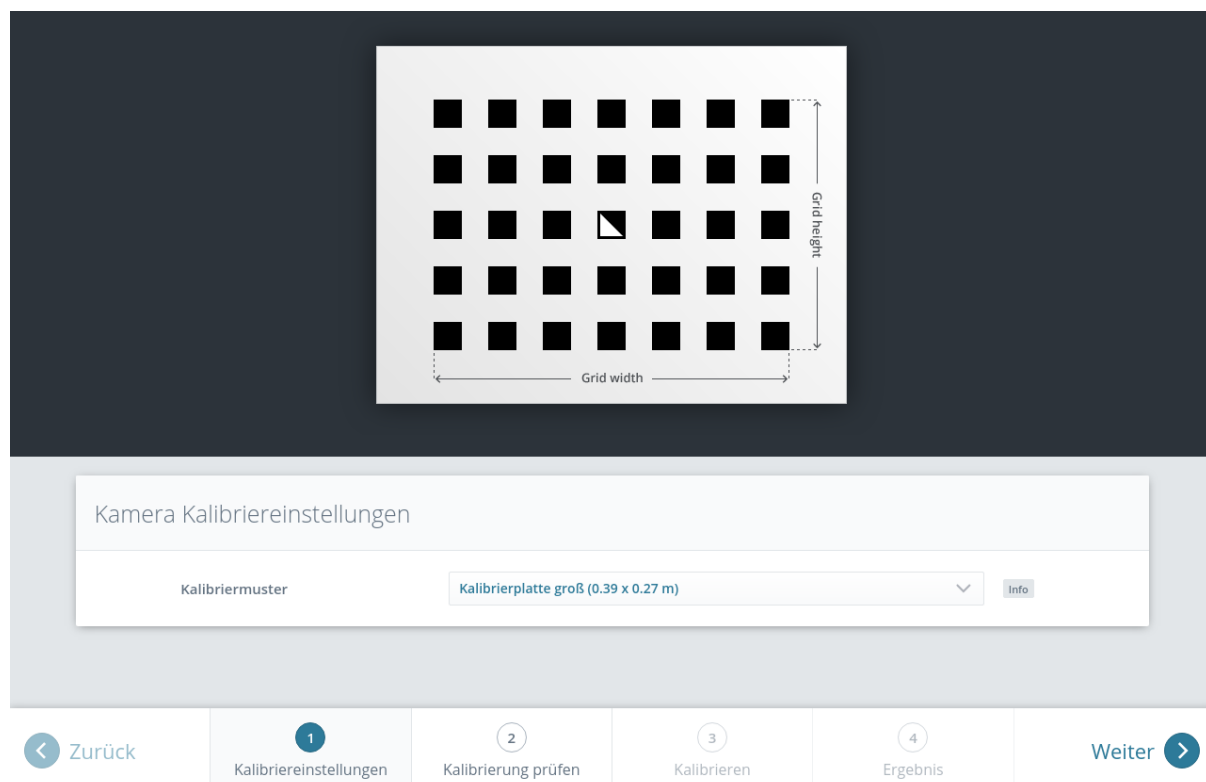 Grid height
Grid width
Kamera Kalibriereinstellungen
Kalibriermuster
Kalibrierplatte groß (0.39 x 0.27 m)
Info
Zurück
1
Kalibriereinstellungen
2
Kalibrierung prüfen
3
Kalibrieren
4
Ergebnis
Weiter